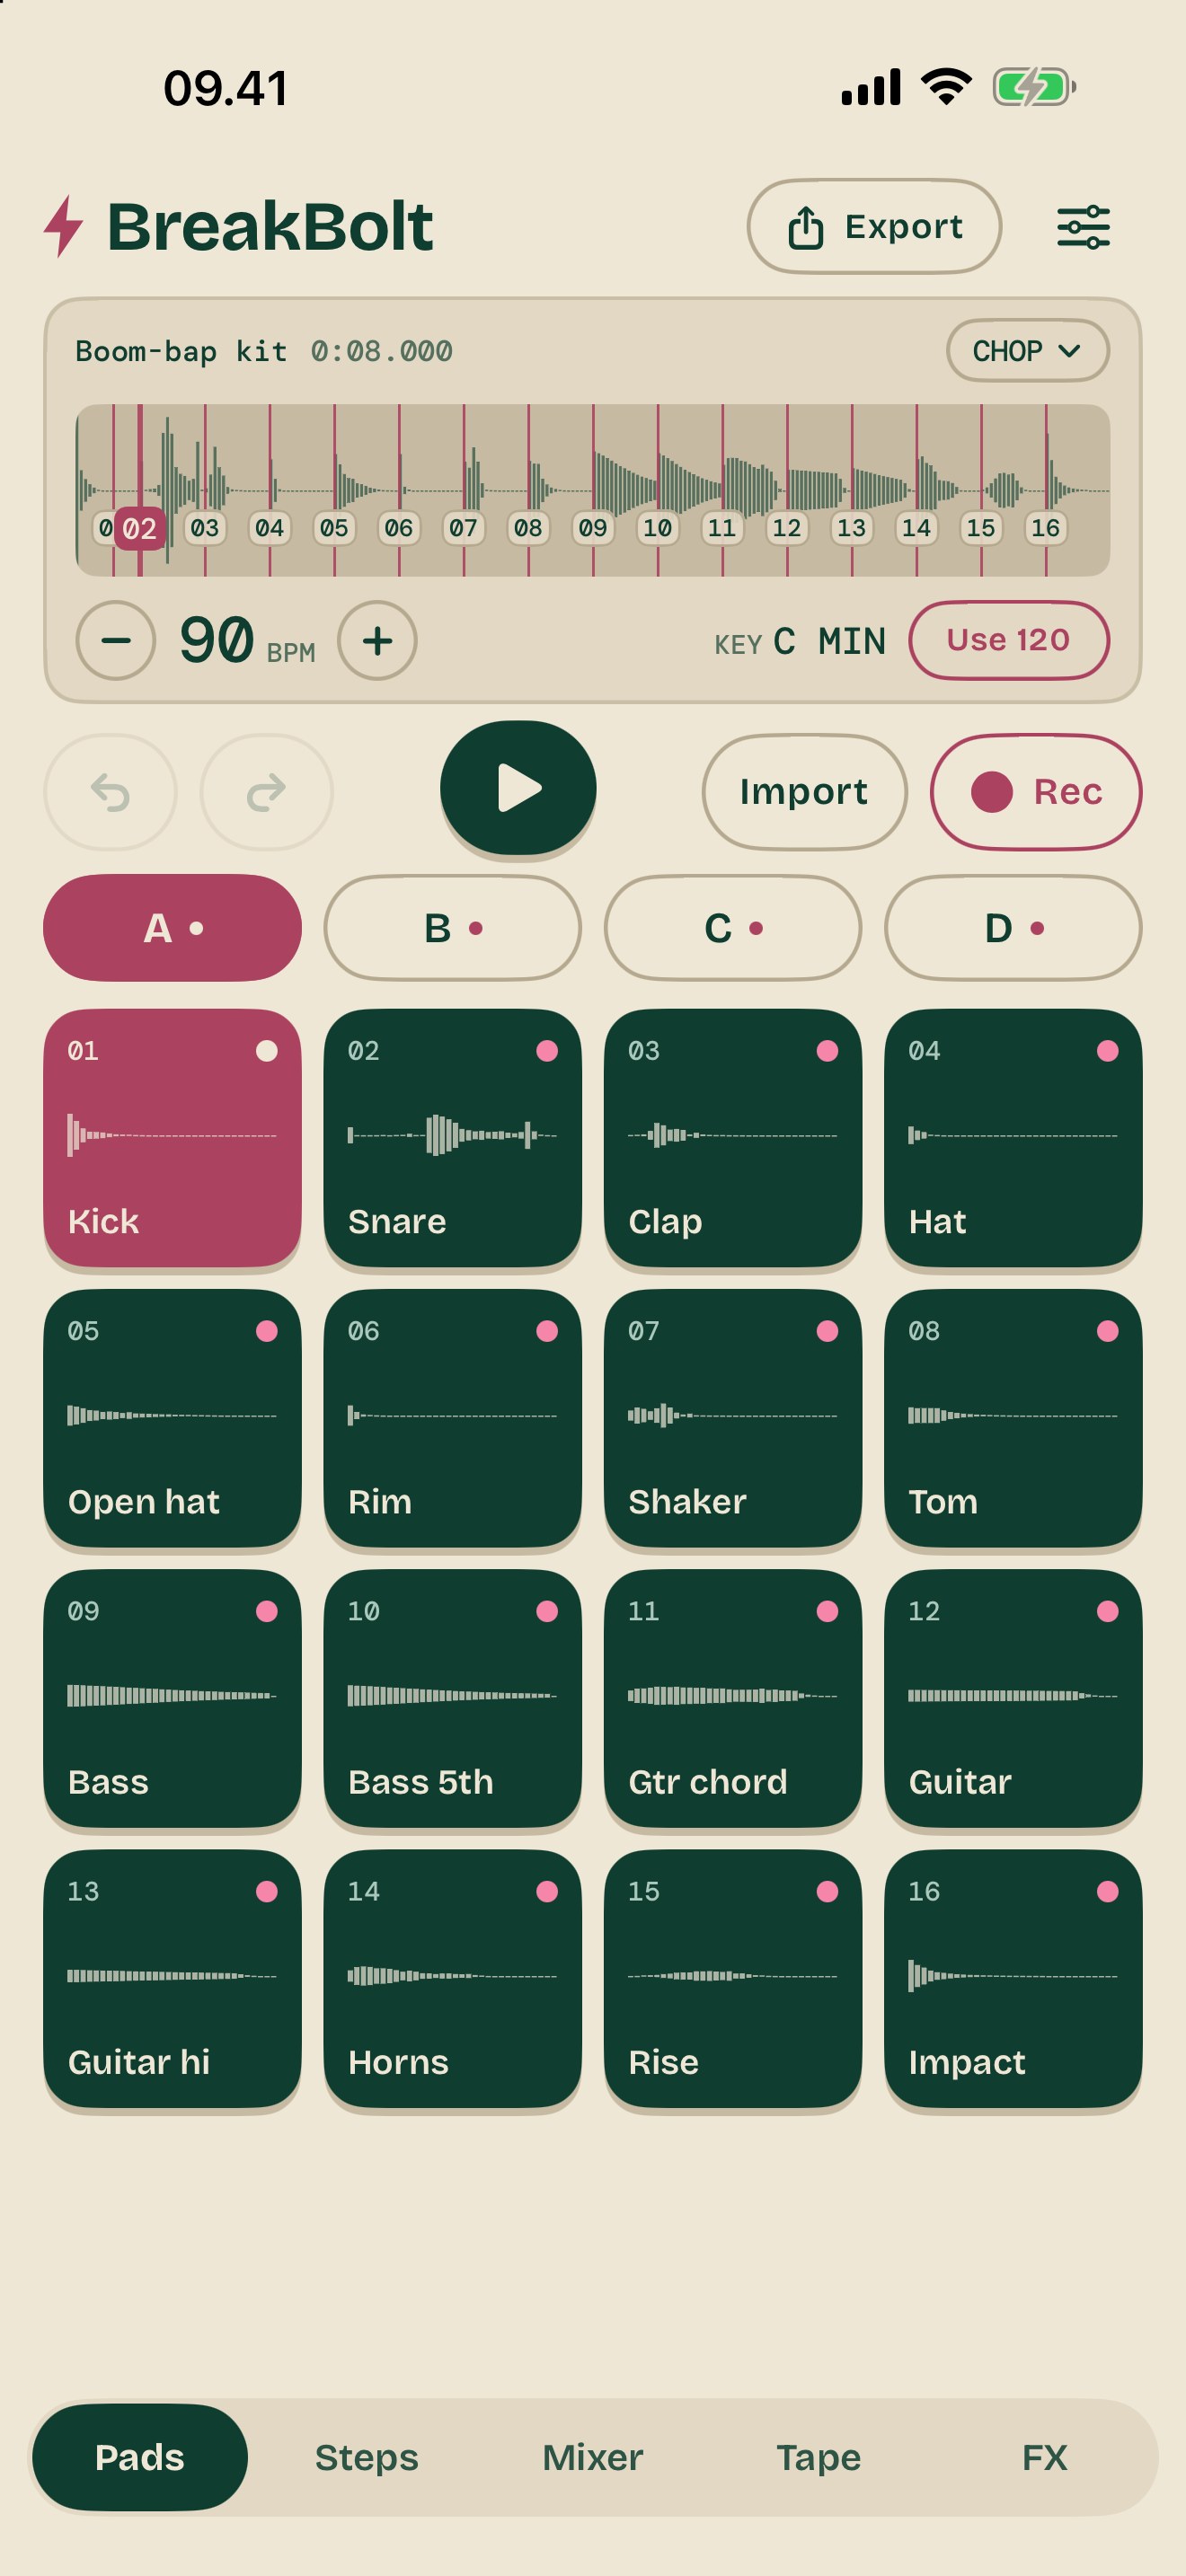 09.41
BreakBolt
Export
Boom-bap kit 0:08.000
CHOP
02 03 04 05 06 07 08 09 10 11 12 13 14 15 16
90 BPM
KEY C MIN
Use 120
Import
Rec
A B C D
01 02 03 04
Kick Snare Clap Hat
05 06 07 08
Open hat Rim Shaker Tom
09 10 11 12
Bass Bass 5th Gtr chord Guitar
13 14 15 16
Guitar hi Horns Rise Impact
Pads Steps Mixer Tape FX